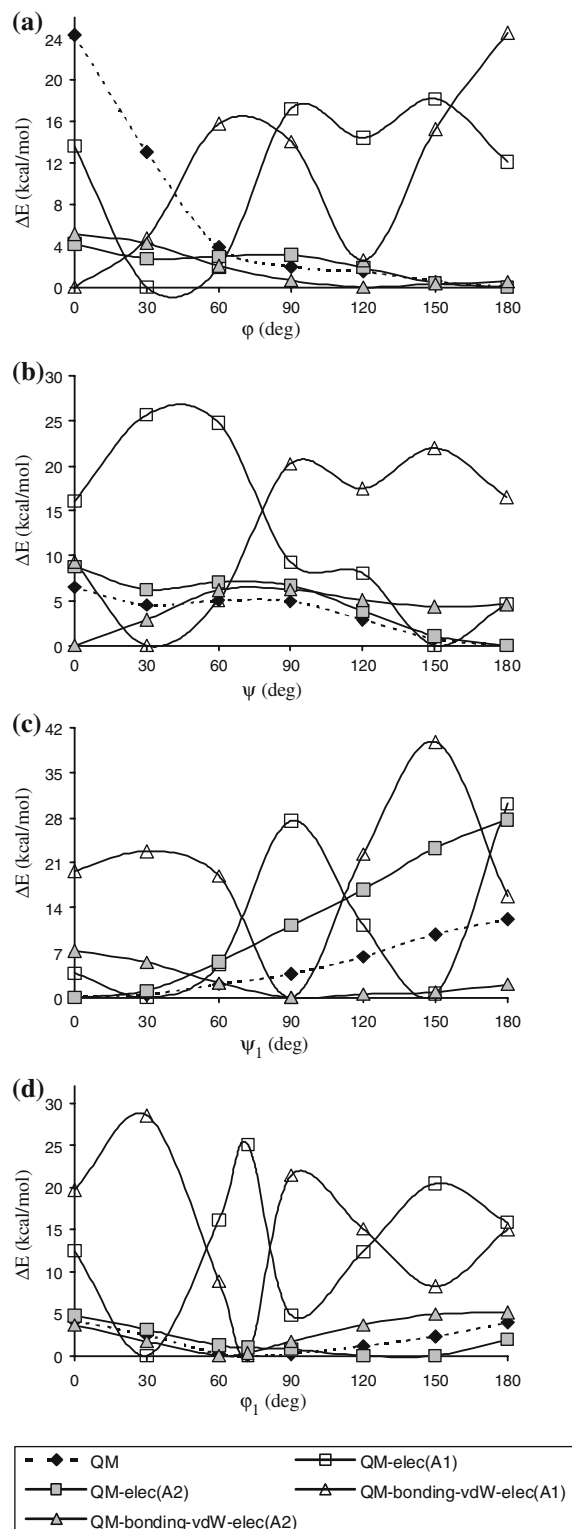 (a)
ΔE (kcal/mol)
24
20
16
12
8
4
0
0 30 60 90 120 150 180
φ (deg)
(b)
ΔE (kcal/mol)
30
25
20
15
10
5
0
0 30 60 90 120 150 180
ψ (deg)
(c)
ΔE (kcal/mol)
42
35
28
21
14
7
0
0 30 60 90 120 150 180
ψ₁ (deg)
(d)
ΔE (kcal/mol)
30
25
20
15
10
5
0
0 30 60 90 120 150 180
φ₁ (deg)
QM QM-elec(A1)
QM-elec(A2) QM-bonding-vdW-elec(A1)
QM-bonding-vdW-elec(A2)